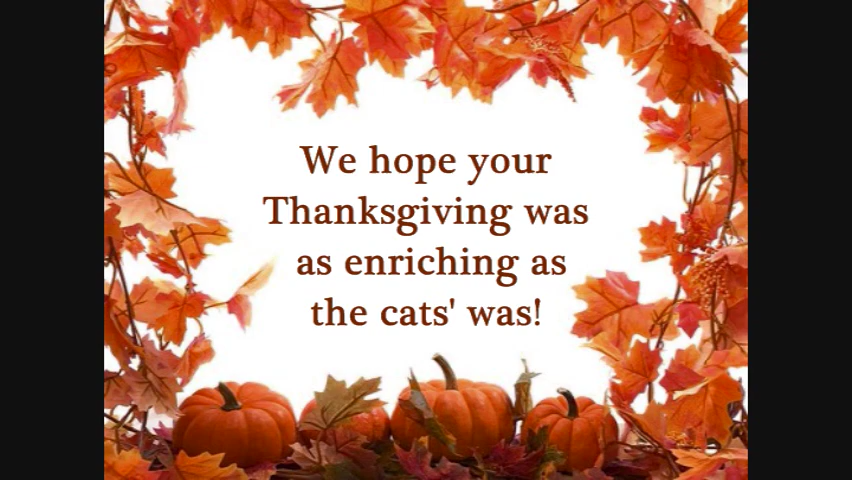 We hope your
Thanksgiving was
as enriching as
the cats' was!